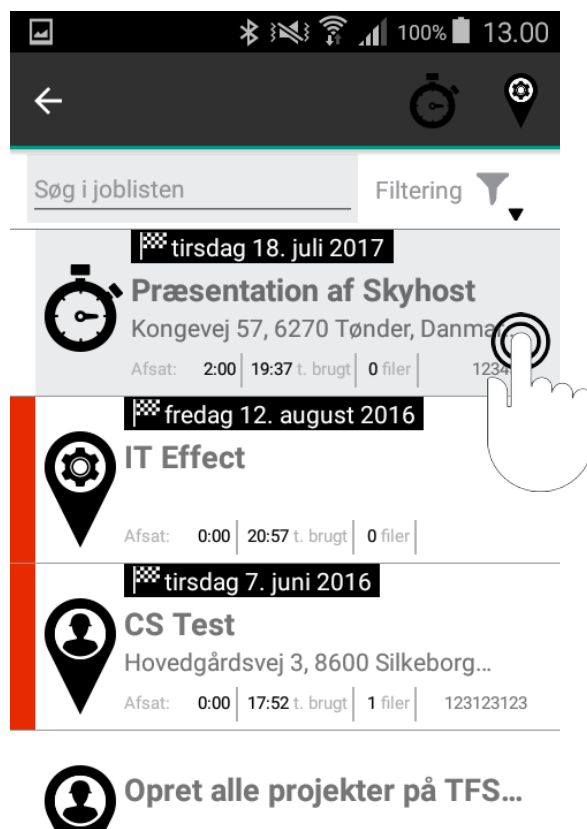 100% 13.00
Søg i joblisten Filtering
tirsdag 18. juli 2017
Præsentation af Skyhost
Kongevej 57, 6270 Tønder,
Afsat: 2:00 19:37 t. brugt 0 filer 1234
fredag 12. august 2016
IT Effect
Afsat: 0:00 20:57 t. brugt 0 filer
tirsdag 7. juni 2016
CS Test
Hovedgårdsvej 3, 8600 Silkeborg...
Afsat: 0:00 17:52 t. brugt 1 filer 123123123
Opret alle projekter på TFS...